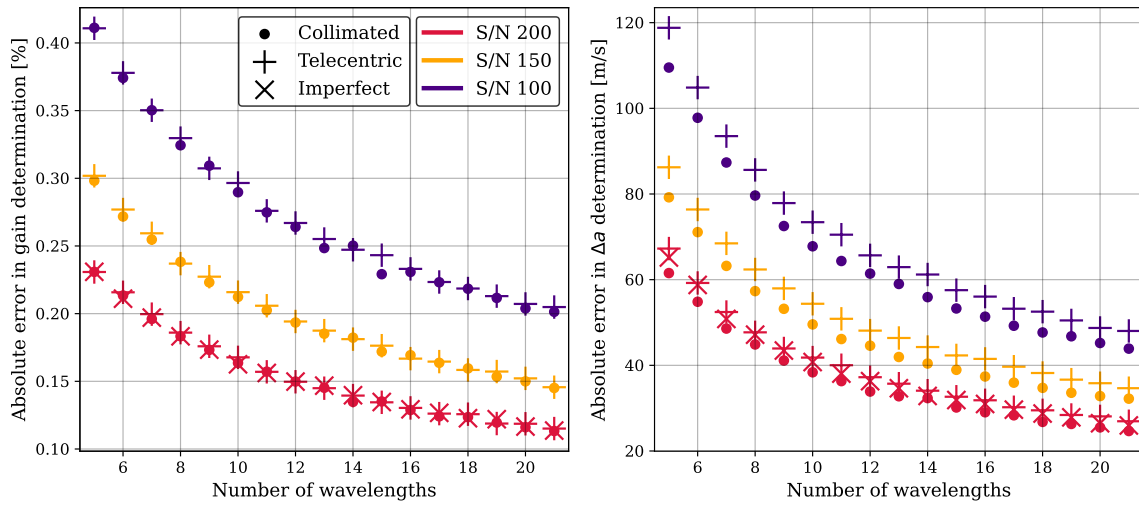 Absolute error in gain determination [%]
0.40
0.35
0.30
0.25
0.20
0.15
0.10
Collimated
Telecentric
Imperfect
S/N 200
S/N 150
S/N 100
6 8 10 12 14 16 18 20
Number of wavelengths
Absolute error in Δa determination [m/s]
120
100
80
60
40
20
6 8 10 12 14 16 18 20
Number of wavelengths